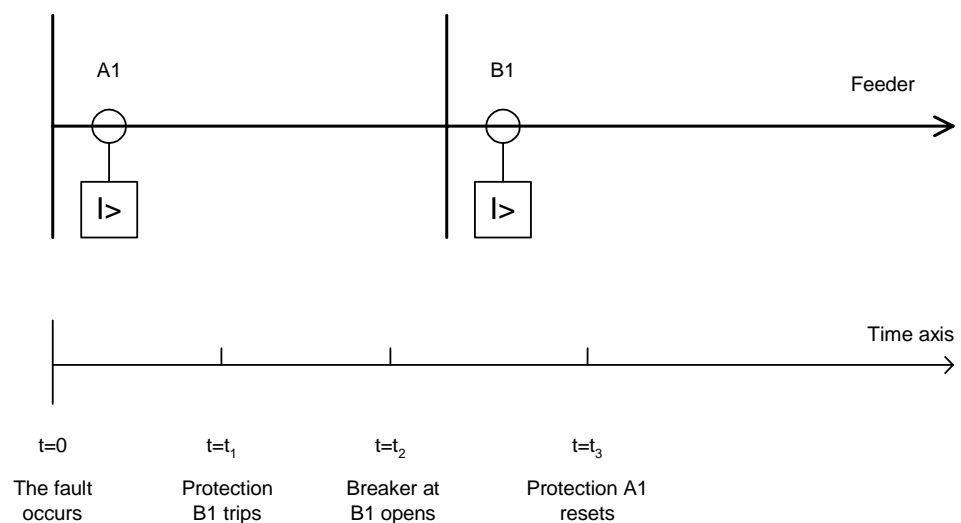 A1
B1
Feeder
I>
I>
Time axis
t=0
t=t₁
t=t₂
t=t₃
The fault
occurs
Protection
B1 trips
Breaker at
B1 opens
Protection A1
resets